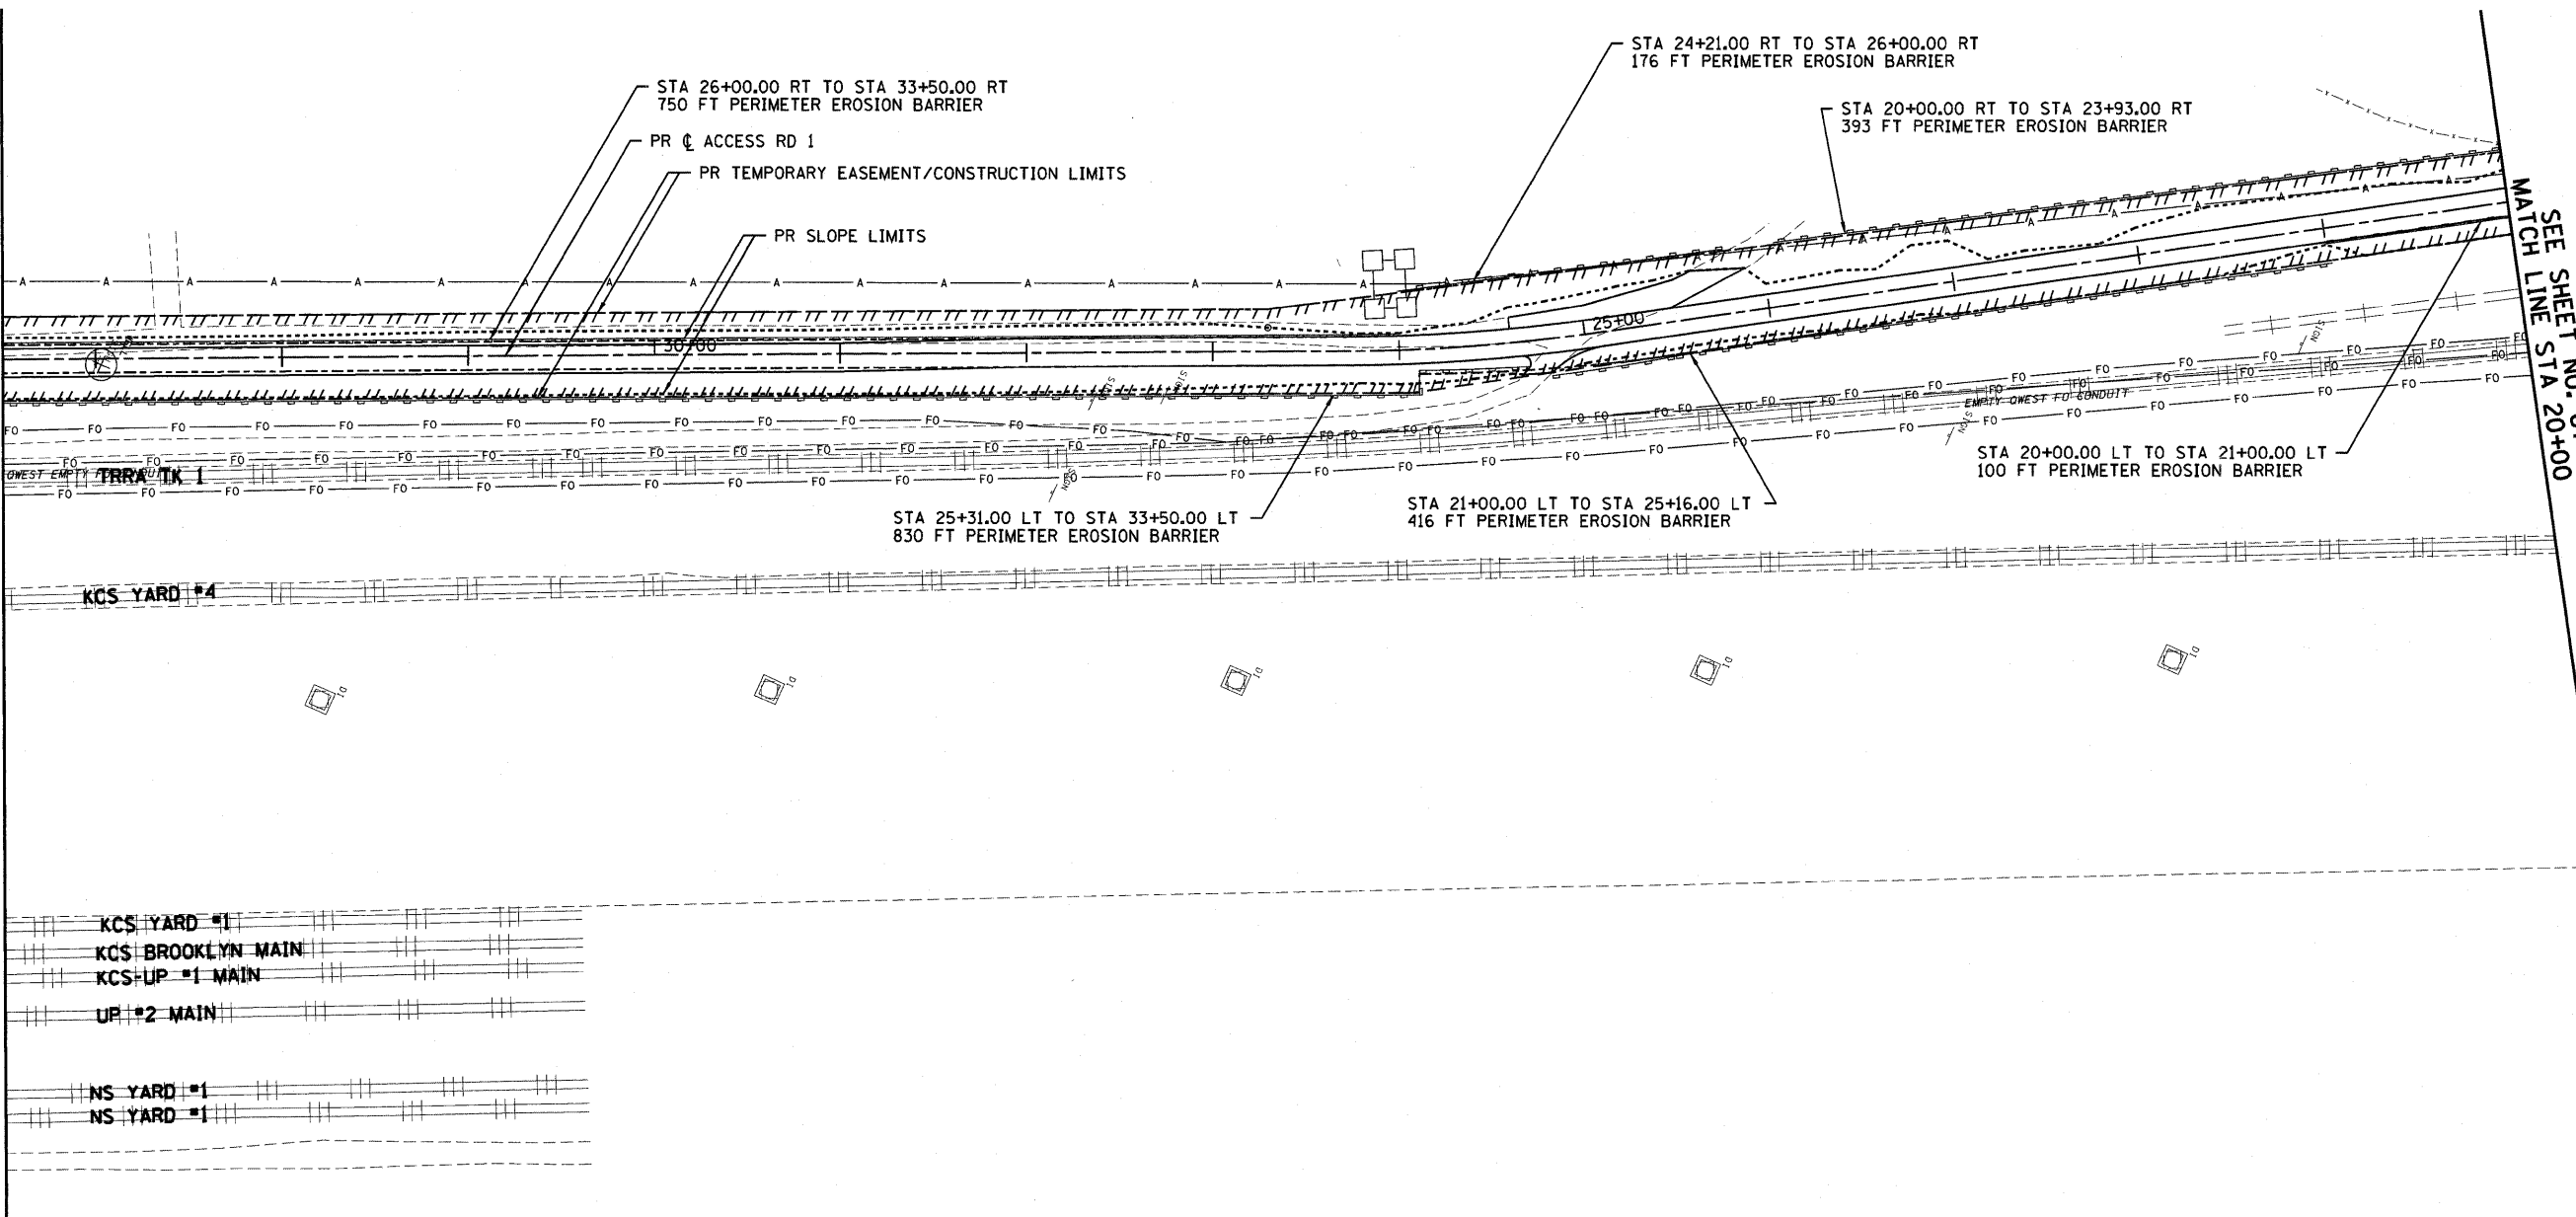 STA 24+21.00 RT TO STA 26+00.00 RT
176 FT PERIMETER EROSION BARRIER
STA 26+00.00 RT TO STA 33+50.00 RT
750 FT PERIMETER EROSION BARRIER
STA 20+00.00 RT TO STA 23+93.00 RT
393 FT PERIMETER EROSION BARRIER
PR ℄ ACCESS RD 1
PR TEMPORARY EASEMENT/CONSTRUCTION LIMITS
PR SLOPE LIMITS
SEE SHEET NO.
MATCH LINE STA 20+00
25+00
30+00
EMPTY QWEST FO CONDUIT
QWEST EMPTY
TRRA TK 1
STA 20+00.00 LT TO STA 21+00.00 LT
100 FT PERIMETER EROSION BARRIER
STA 21+00.00 LT TO STA 25+16.00 LT
416 FT PERIMETER EROSION BARRIER
STA 25+31.00 LT TO STA 33+50.00 LT
830 FT PERIMETER EROSION BARRIER
KCS YARD #4
DI
DI
DI
DI
DI
KCS YARD #1
KCS BROOKLYN MAIN
KCS-UP #1 MAIN
UP #2 MAIN
NS YARD #1
NS YARD #1